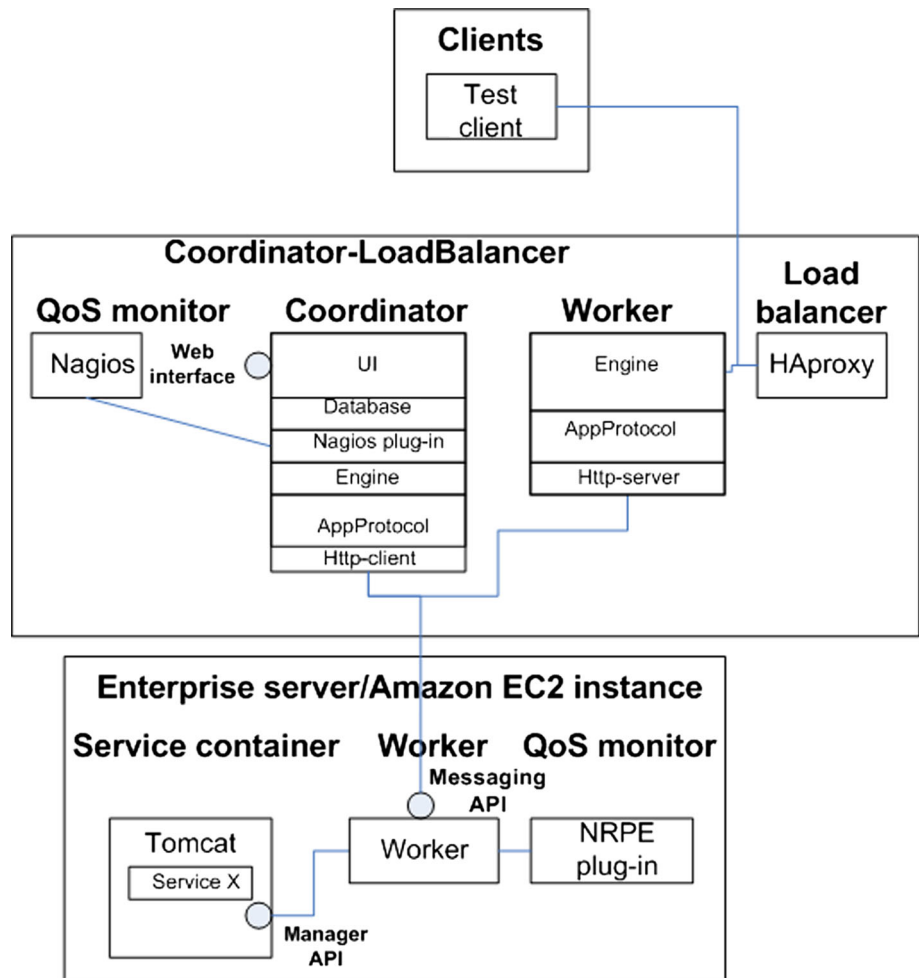 Clients
Test
client
Coordinator-LoadBalancer
QoS monitor
Nagios
Web
interface
Coordinator
UI
Database
Nagios plug-in
Engine
AppProtocol
Http-client
Worker
Engine
AppProtocol
Http-server
Load
balancer
HAproxy
Enterprise server/Amazon EC2 instance
Service container
Tomcat
Service X
Manager
API
Worker
Messaging
API
Worker
QoS monitor
NRPE
plug-in